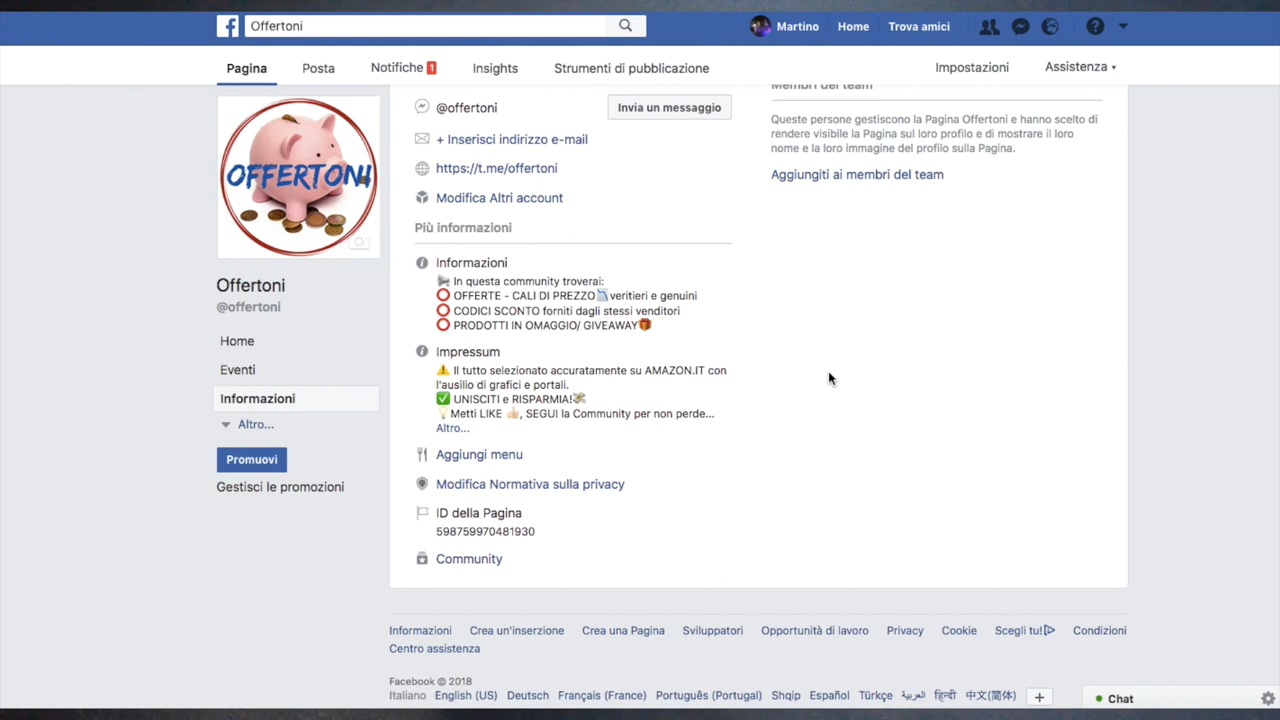 Offertoni
Martino
Home
Trova amici
Pagina
Posta
Notifiche 1
Insights
Strumenti di pubblicazione
Impostazioni
Assistenza
OFFERTONI
Offertoni
@offertoni
Home
Eventi
Informazioni
Altro...
Promuovi
Gestisci le promozioni
@offertoni
Invia un messaggio
+ Inserisci indirizzo e-mail
https://t.me/offertoni
Modifica Altri account
Più informazioni
Informazioni
In questa community troverai:
⭕ OFFERTE - CALI DI PREZZO📉veritieri e genuini
⭕ CODICI SCONTO forniti dagli stessi venditori
⭕ PRODOTTI IN OMAGGIO/ GIVEAWAY🎁
Impressum
⚠️ Il tutto selezionato accuratamente su AMAZON.IT con
l'ausilio di grafici e portali.
✅ UNISCITI e RISPARMIA!💸
💡Metti LIKE 👍🏻, SEGUI la Community per non perde...
Altro...
Aggiungi menu
Modifica Normativa sulla privacy
ID della Pagina
598759970481930
Community
Membri del team
Queste persone gestiscono la Pagina Offertoni e hanno scelto di
rendere visibile la Pagina sul loro profilo e di mostrare il loro
nome e la loro immagine del profilo sulla Pagina.
Aggiungiti ai membri del team
Informazioni
Crea un'inserzione
Crea una Pagina
Sviluppatori
Opportunità di lavoro
Privacy
Cookie
Scegli tu!
Condizioni
Centro assistenza
Facebook © 2018
Italiano English (US) Deutsch Français (France) Português (Portugal) Shqip Español Türkçe العربية हिन्दी 中文(简体) +
Chat